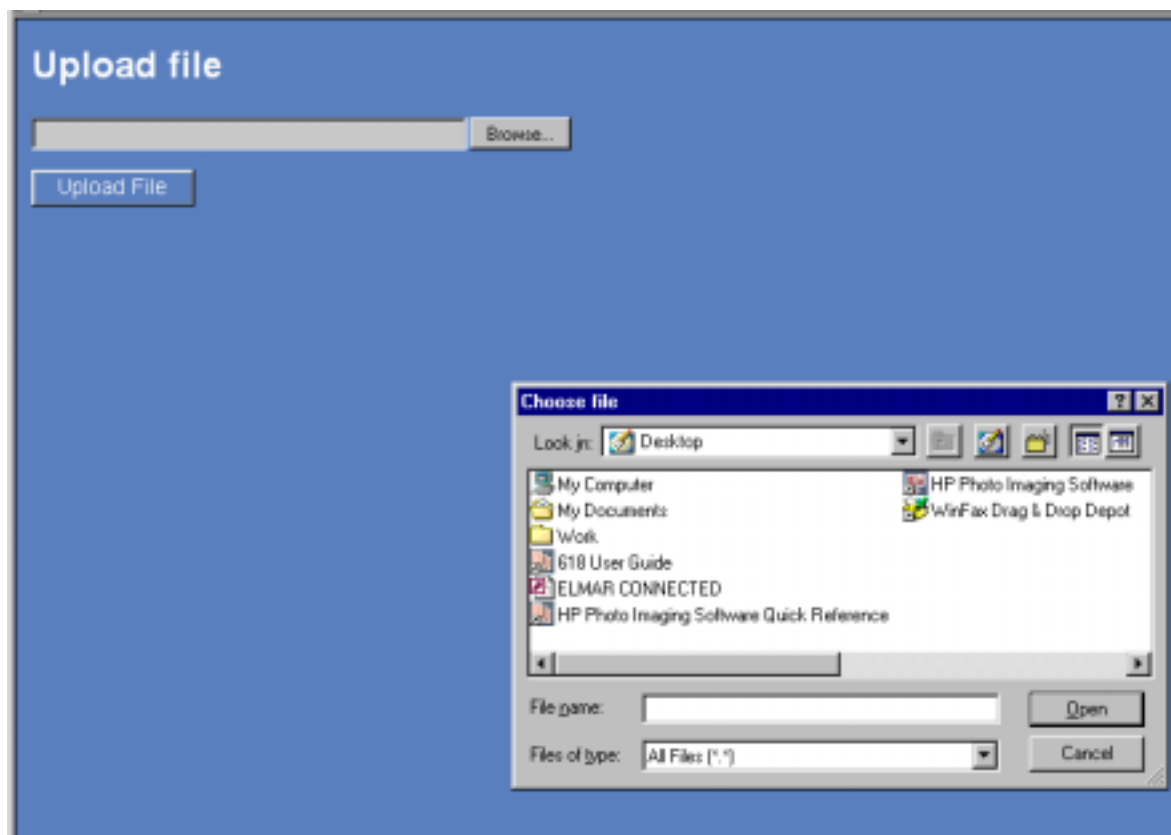 Upload file
Browse...
Upload File
Choose file
Look in: Desktop
My Computer
HP Photo Imaging Software
My Documents
WinFax Drag & Drop Depot
Work
618 User Guide
ELMAR CONNECTED
HP Photo Imaging Software Quick Reference
File name:
Open
Files of type: All Files (*.*)
Cancel